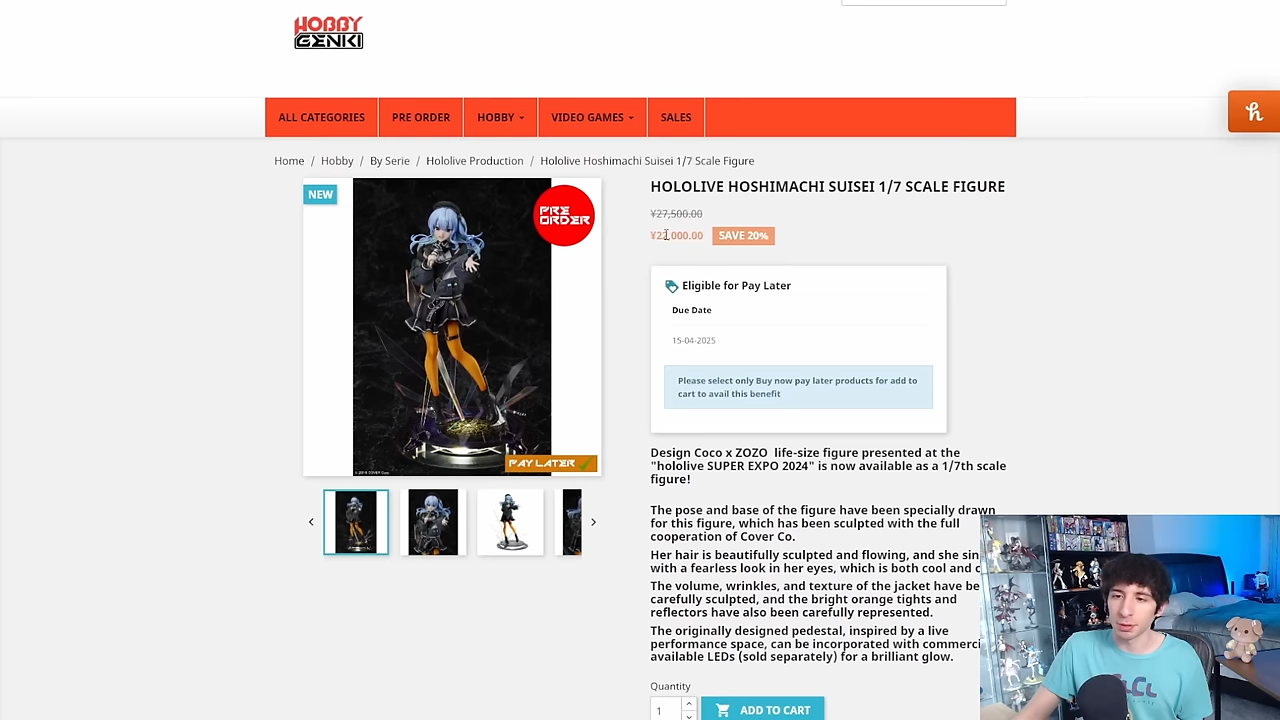 HOBBY
GENKI
ALL CATEGORIES
PRE ORDER
HOBBY
VIDEO GAMES
SALES
Home / Hobby / By Serie / Hololive Production / Hololive Hoshimachi Suisei 1/7 Scale Figure
NEW
PRE
ORDER
PAY LATER
HOLOLIVE HOSHIMACHI SUISEI 1/7 SCALE FIGURE
¥27,500.00
¥22,000.00 SAVE 20%
Eligible for Pay Later
Due Date
15-04-2025
Please select only Buy now pay later products for add to
cart to avail this benefit
Design Coco x ZOZO life-size figure presented at the
"hololive SUPER EXPO 2024" is now available as a 1/7th scale
figure!
The pose and base of the figure have been specially drawn
for this figure, which has been sculpted with the full
cooperation of Cover Co.
Her hair is beautifully sculpted and flowing, and she sin
with a fearless look in her eyes, which is both cool and c
The volume, wrinkles, and texture of the jacket have be
carefully sculpted, and the bright orange tights and
reflectors have also been carefully represented.
The originally designed pedestal, inspired by a live
performance space, can be incorporated with commerci
available LEDs (sold separately) for a brilliant glow.
Quantity
1
ADD TO CART